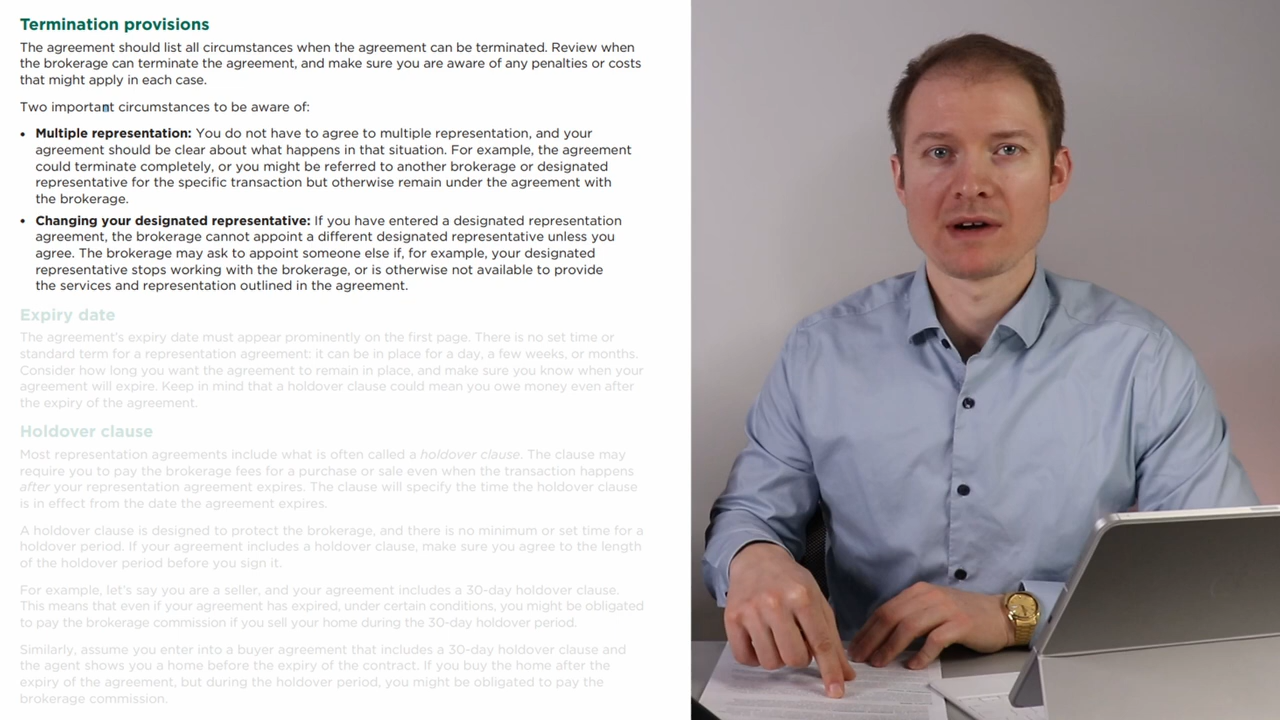 Termination provisions
The agreement should list all circumstances when the agreement can be terminated. Review when
the brokerage can terminate the agreement, and make sure you are aware of any penalties or costs
that might apply in each case.
Two important circumstances to be aware of:
• Multiple representation: You do not have to agree to multiple representation, and your
agreement should be clear about what happens in that situation. For example, the agreement
could terminate completely, or you might be referred to another brokerage or designated
representative for the specific transaction but otherwise remain under the agreement with
the brokerage.
• Changing your designated representative: If you have entered a designated representation
agreement, the brokerage cannot appoint a different designated representative unless you
agree. The brokerage may ask to appoint someone else if, for example, your designated
representative stops working with the brokerage, or is otherwise not available to provide
the services and representation outlined in the agreement.
Expiry date
The agreement's expiry date must appear prominently on the first page. There is no set time or
standard term for a representation agreement: it can be in place for a day, a few weeks, or months.
Consider how long you want the agreement to remain in place, and make sure you know when your
agreement will expire. Keep in mind that a holdover clause could mean you owe money even after
the expiry of the agreement.
Holdover clause
Most representation agreements include what is often called a holdover clause. The clause may
require you to pay the brokerage fees for a purchase or sale even when the transaction happens
after your representation agreement expires. The clause will specify the time the holdover clause
is in effect from the date the agreement expires.
A holdover clause is designed to protect the brokerage, and there is no minimum or set time for a
holdover period. If your agreement includes a holdover clause, make sure you agree to the length
of the holdover period before you sign it.
For example, let's say you are a seller, and your agreement includes a 30-day holdover clause.
This means that even if your agreement has expired, under certain conditions, you might be obligated
to pay the brokerage commission if you sell your home during the 30-day holdover period.
Similarly, assume you enter into a buyer agreement that includes a 30-day holdover clause and
the agent shows you a home before the expiry of the contract. If you buy the home after the
expiry of the agreement, but during the holdover period, you might be obligated to pay the
brokerage commission.